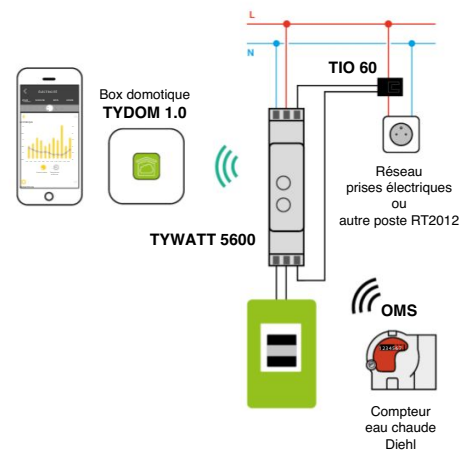 L
N
TIO 60
Box domotique
TYDOM 1.0
Réseau
prises électriques
ou
autre poste RT2012
TYWATT 5600
OMS
Compteur
eau chaude
Diehl